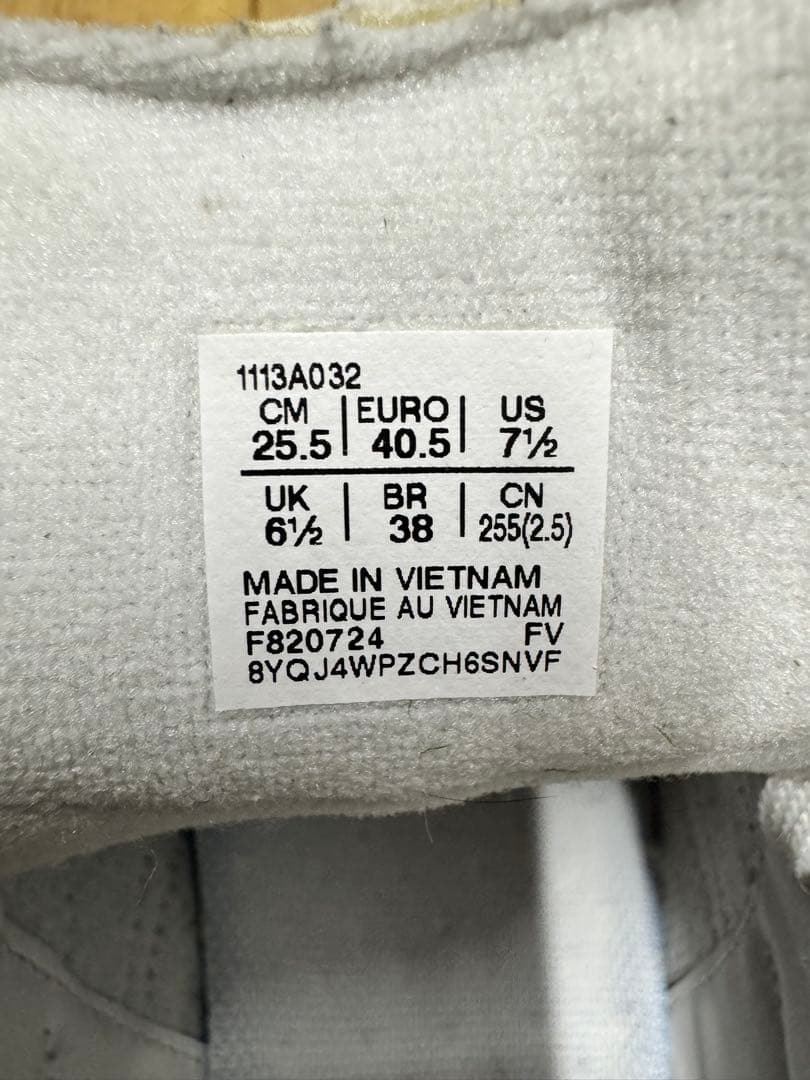 1113A032
CM | EURO | US
25.5 | 40.5 | 7½
UK | BR | CN
6½ | 38 | 255(2.5)
MADE IN VIETNAM
FABRIQUE AU VIETNAM
F820724 FV
8YQJ4WPZCH6SNVF